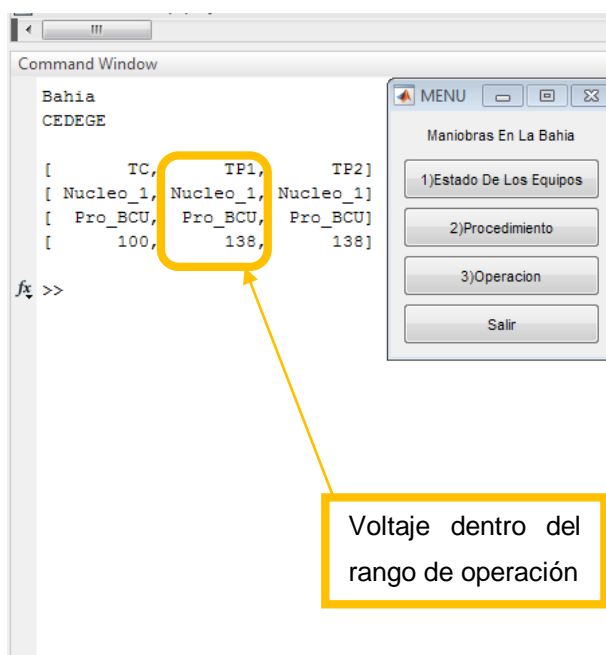 Command Window
Bahia
CEDEGE
[ TC, TP1, TP2]
[ Nucleo_1, Nucleo_1, Nucleo_1]
[ Pro_BCU, Pro_BCU, Pro_BCU]
[ 100, 138, 138]
fx >>
MENU
Maniobras En La Bahia
1)Estado De Los Equipos
2)Procedimiento
3)Operacion
Salir
Voltaje dentro del
rango de operación